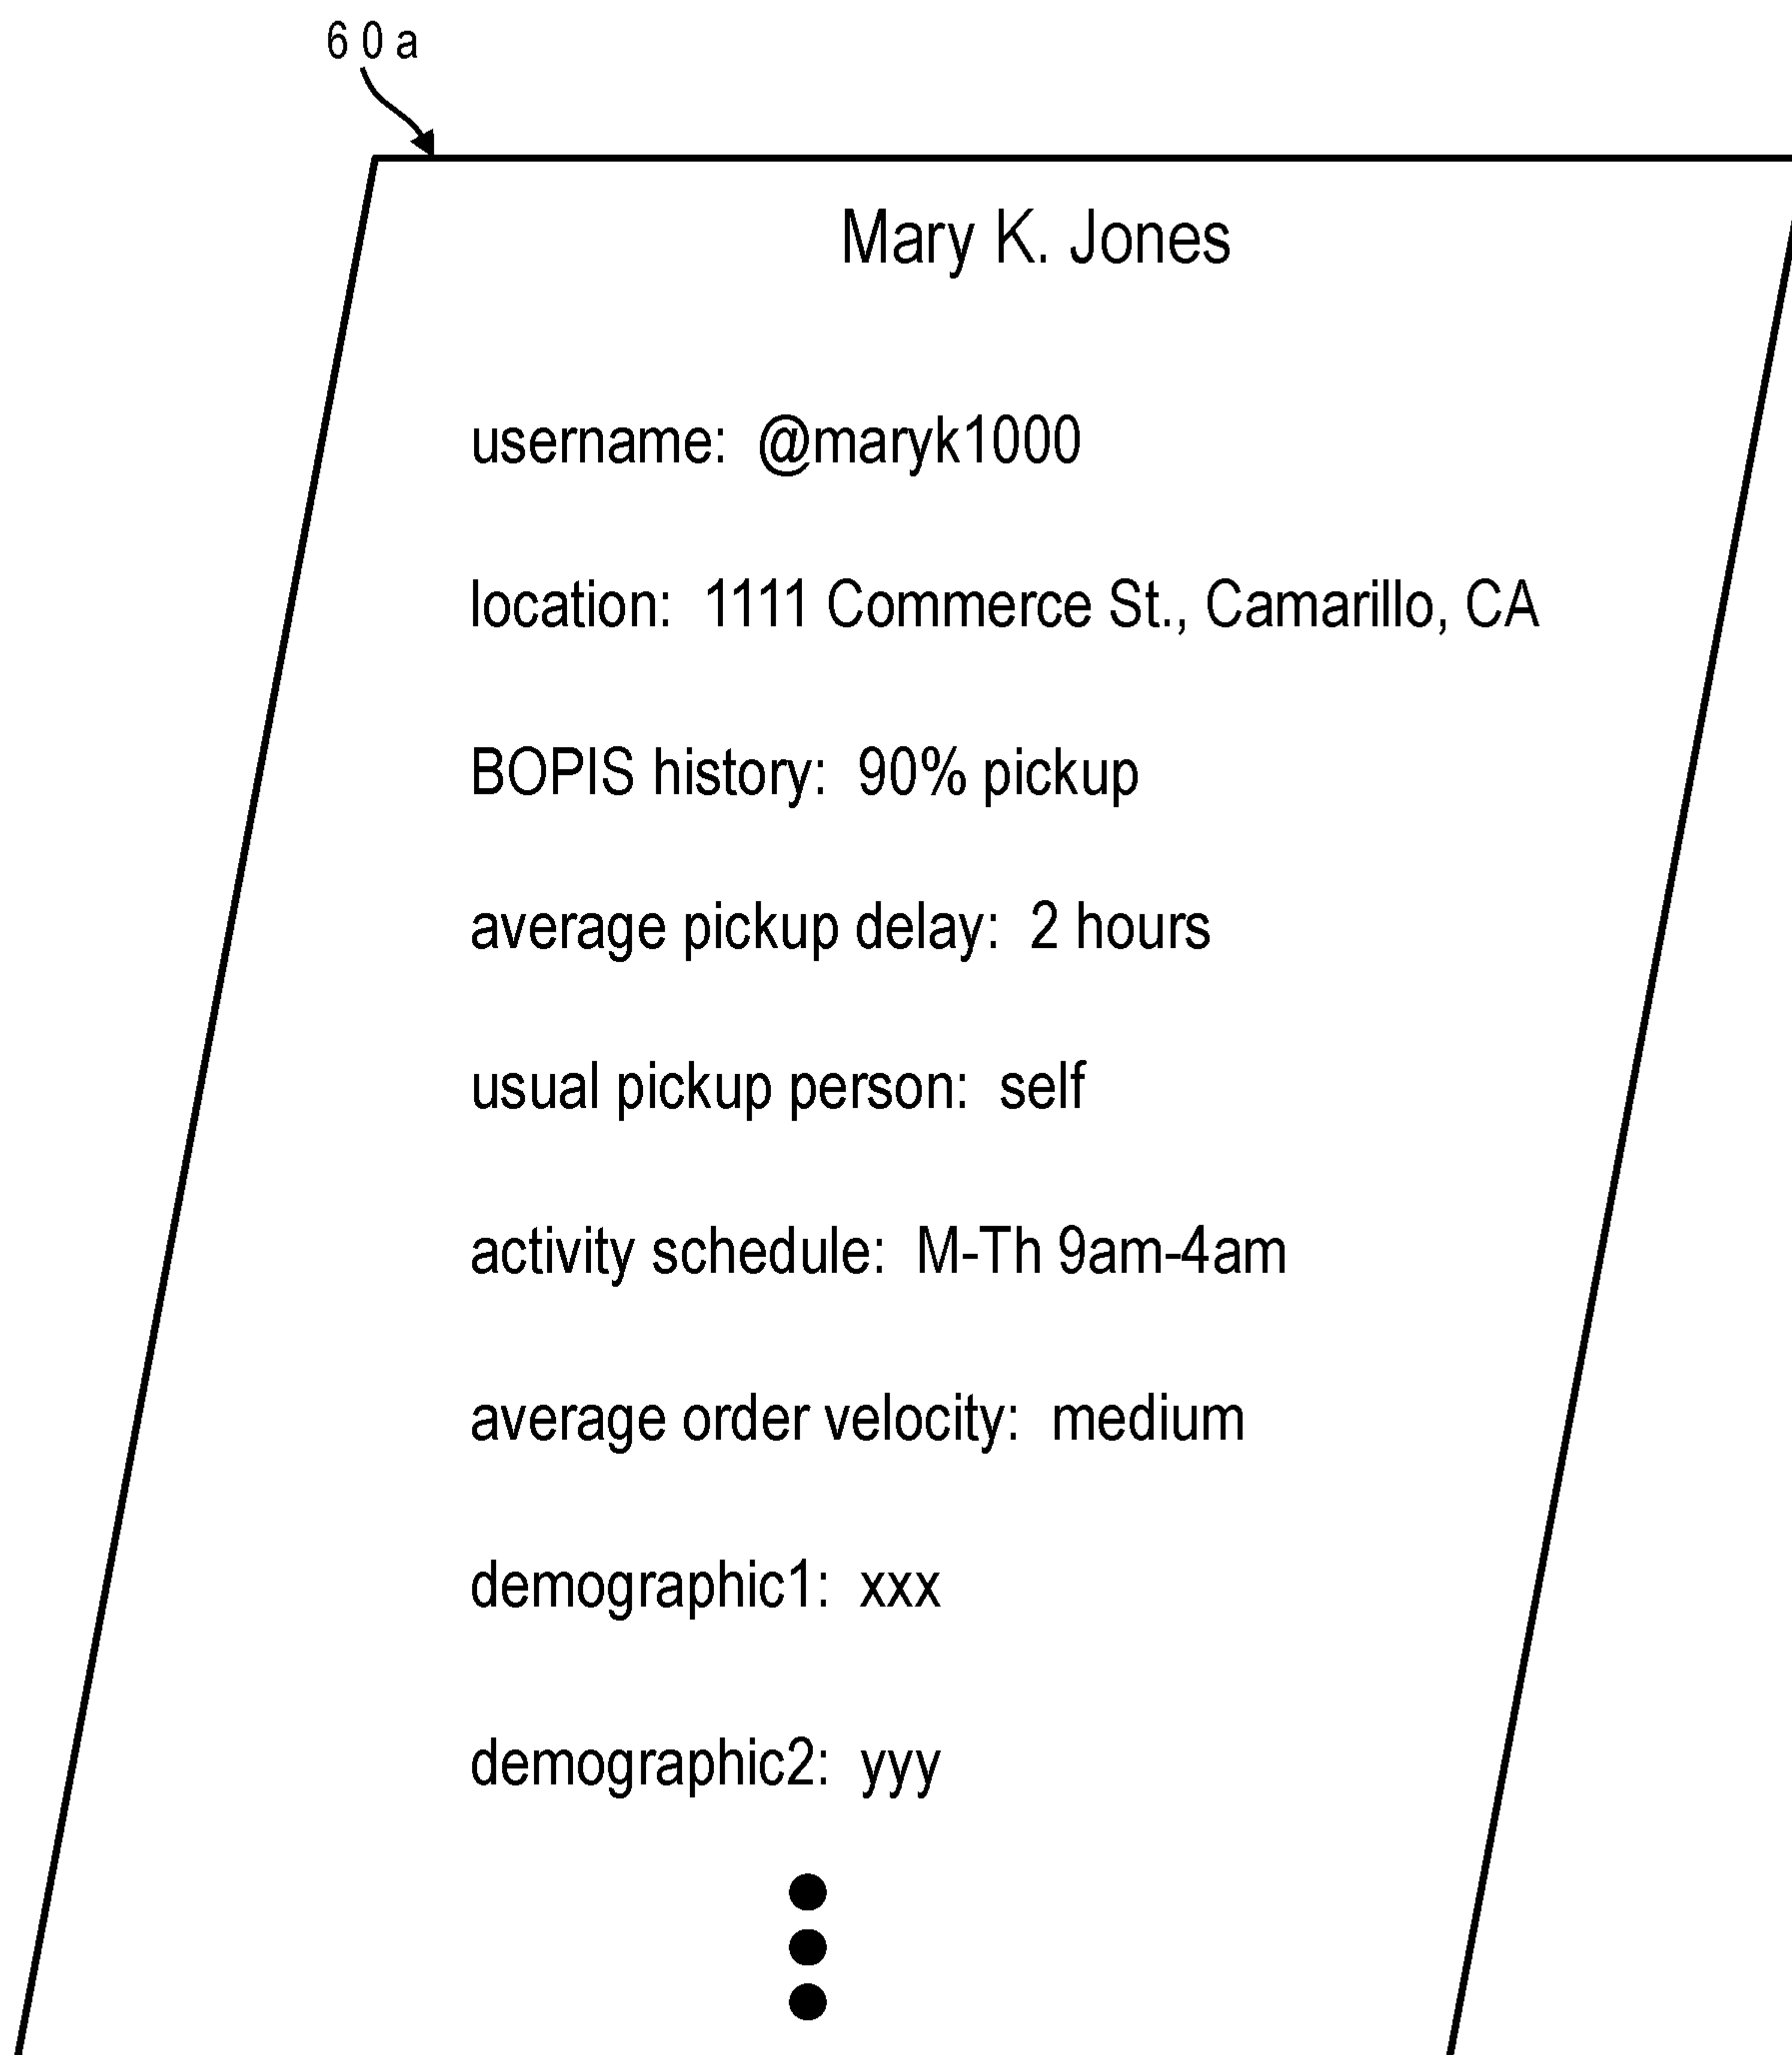 60a
Mary K. Jones
username: @maryk1000
location: 1111 Commerce St., Camarillo, CA
BOPIS history: 90% pickup
average pickup delay: 2 hours
usual pickup person: self
activity schedule: M-Th 9am-4am
average order velocity: medium
demographic1: xxx
demographic2: yyy